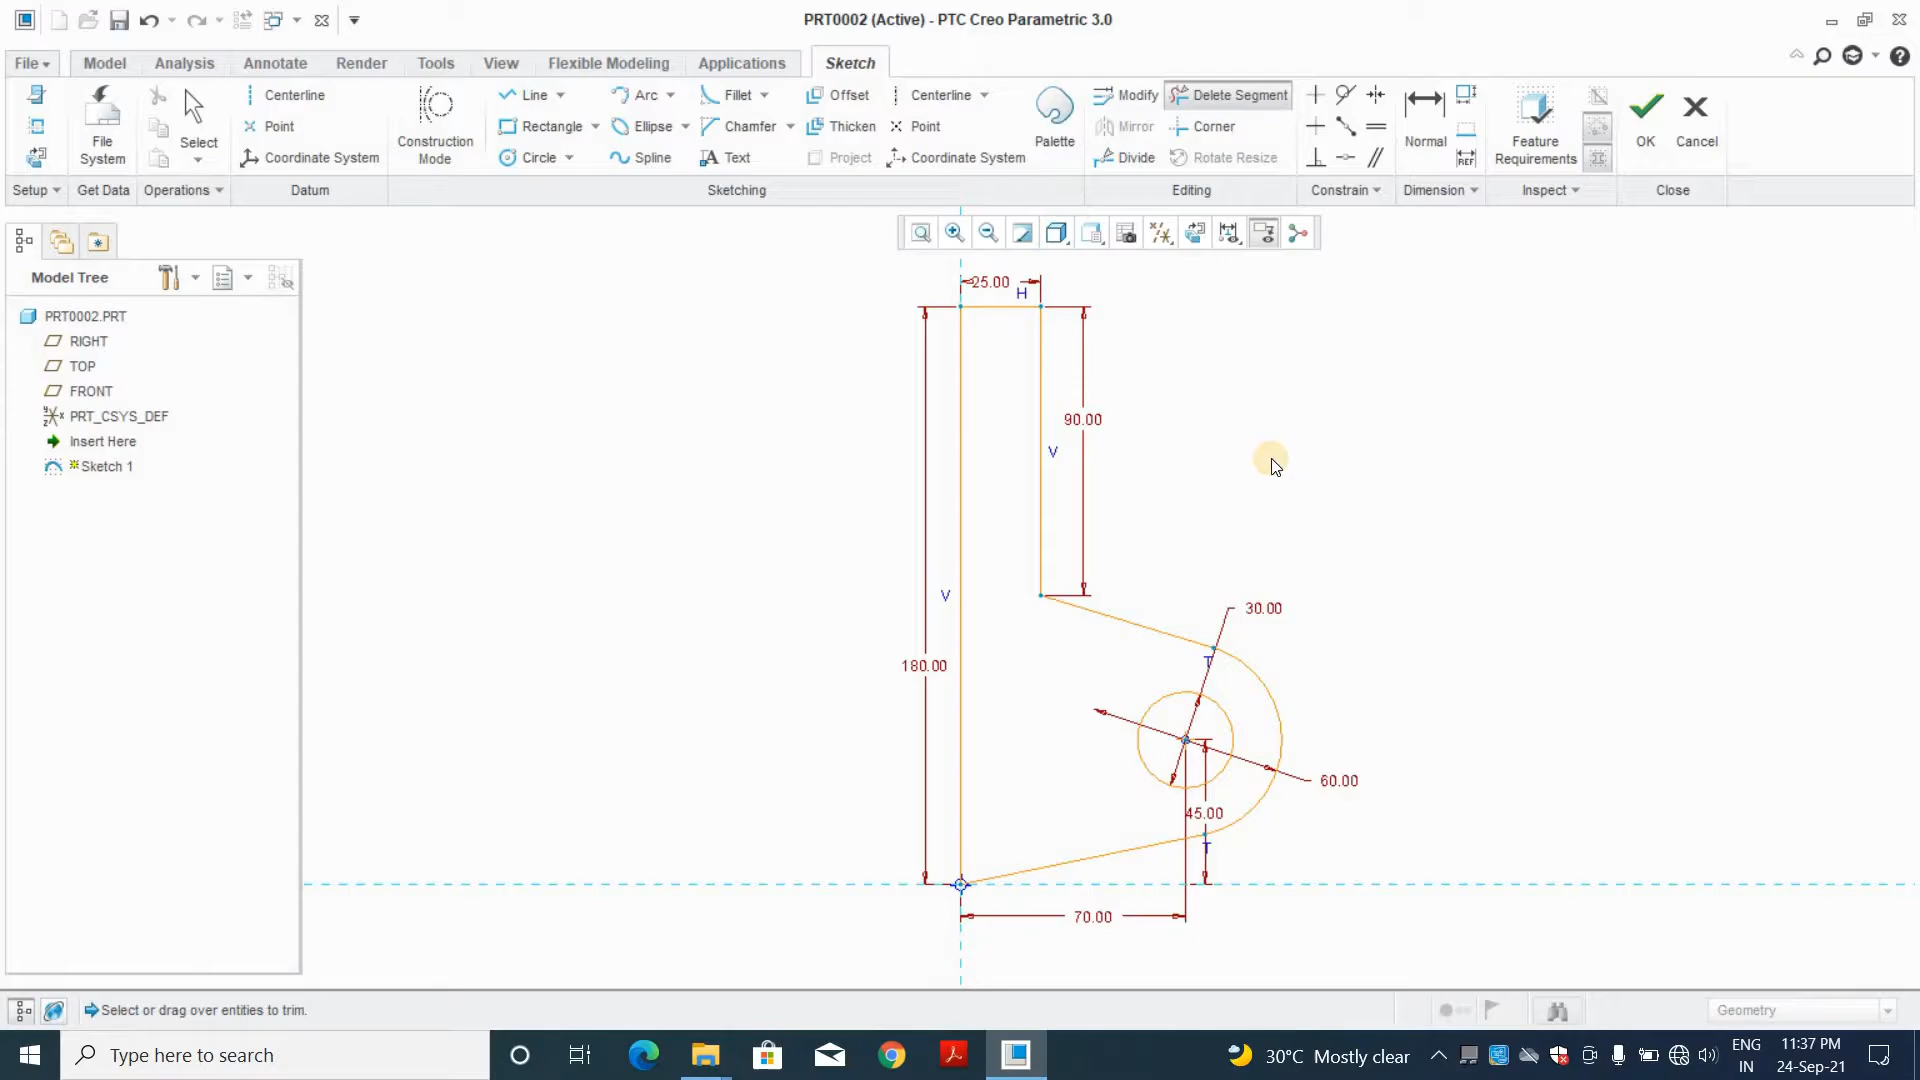 PRT0002 (Active) - PTC Creo Parametric 3.0
File Model Analysis Annotate Render Tools View Flexible Modeling Applications Sketch
Centerline Line Arc Fillet Offset Centerline Modify Delete Segment
Point Rectangle Ellipse Chamfer Thicken Point Mirror Corner
File System Select Construction Mode Palette Normal Feature Requirements OK Cancel
Coordinate System Circle Spline Text Project Coordinate System Divide Rotate Resize
REF
Setup Get Data Operations Datum Sketching Editing Constrain Dimension Inspect Close
Model Tree
PRT0002.PRT
RIGHT
TOP
FRONT
PRT_CSYS_DEF
Insert Here
Sketch 1
25.00
H
90.00
V
V
30.00
T
180.00
60.00
45.00
T
70.00
Select or drag over entities to trim.
Geometry
Type here to search
30°C Mostly clear
ENG
IN
11:37 PM
24-Sep-21